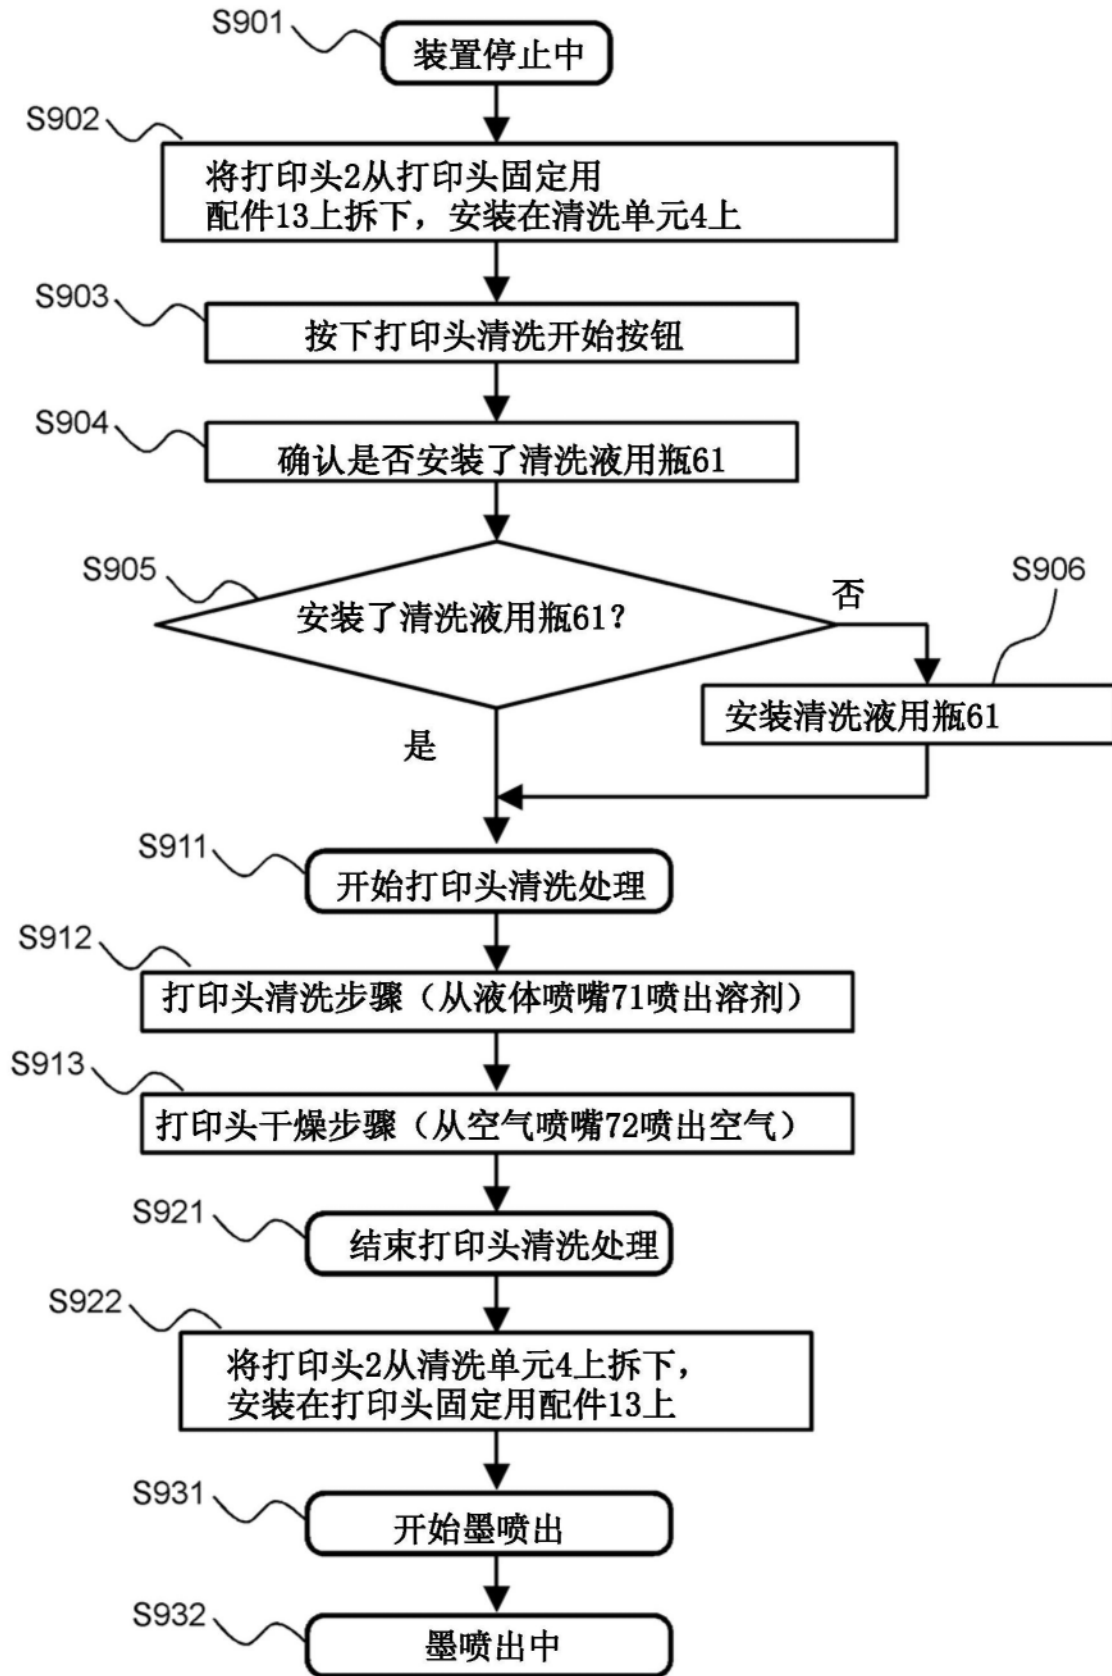 S901
装置停止中
S902
将打印头2从打印头固定用
配件13上拆下，安装在清洗单元4上
S903
按下打印头清洗开始按钮
S904
确认是否安装了清洗液用瓶61
S905
安装了清洗液用瓶61？
否
S906
安装清洗液用瓶61
是
S911
开始打印头清洗处理
S912
打印头清洗步骤（从液体喷嘴71喷出溶剂）
S913
打印头干燥步骤（从空气喷嘴72喷出空气）
S921
结束打印头清洗处理
S922
将打印头2从清洗单元4上拆下，
安装在打印头固定用配件13上
S931
开始墨喷出
S932
墨喷出中